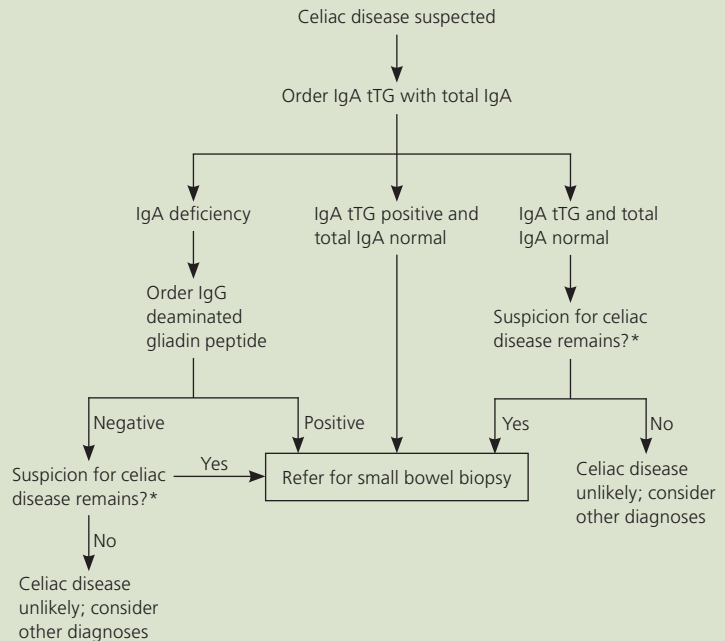 Celiac disease suspected
Order IgA tTG with total IgA
IgA deficiency
IgA tTG positive and
total IgA normal
IgA tTG and total
IgA normal
Order IgG
deaminated
gliadin peptide
Suspicion for celiac
disease remains?*
Negative
Positive
Yes
No
Suspicion for celiac
disease remains?*
Yes
Refer for small bowel biopsy
Celiac disease
unlikely; consider
other diagnoses
No
Celiac disease
unlikely; consider
other diagnoses